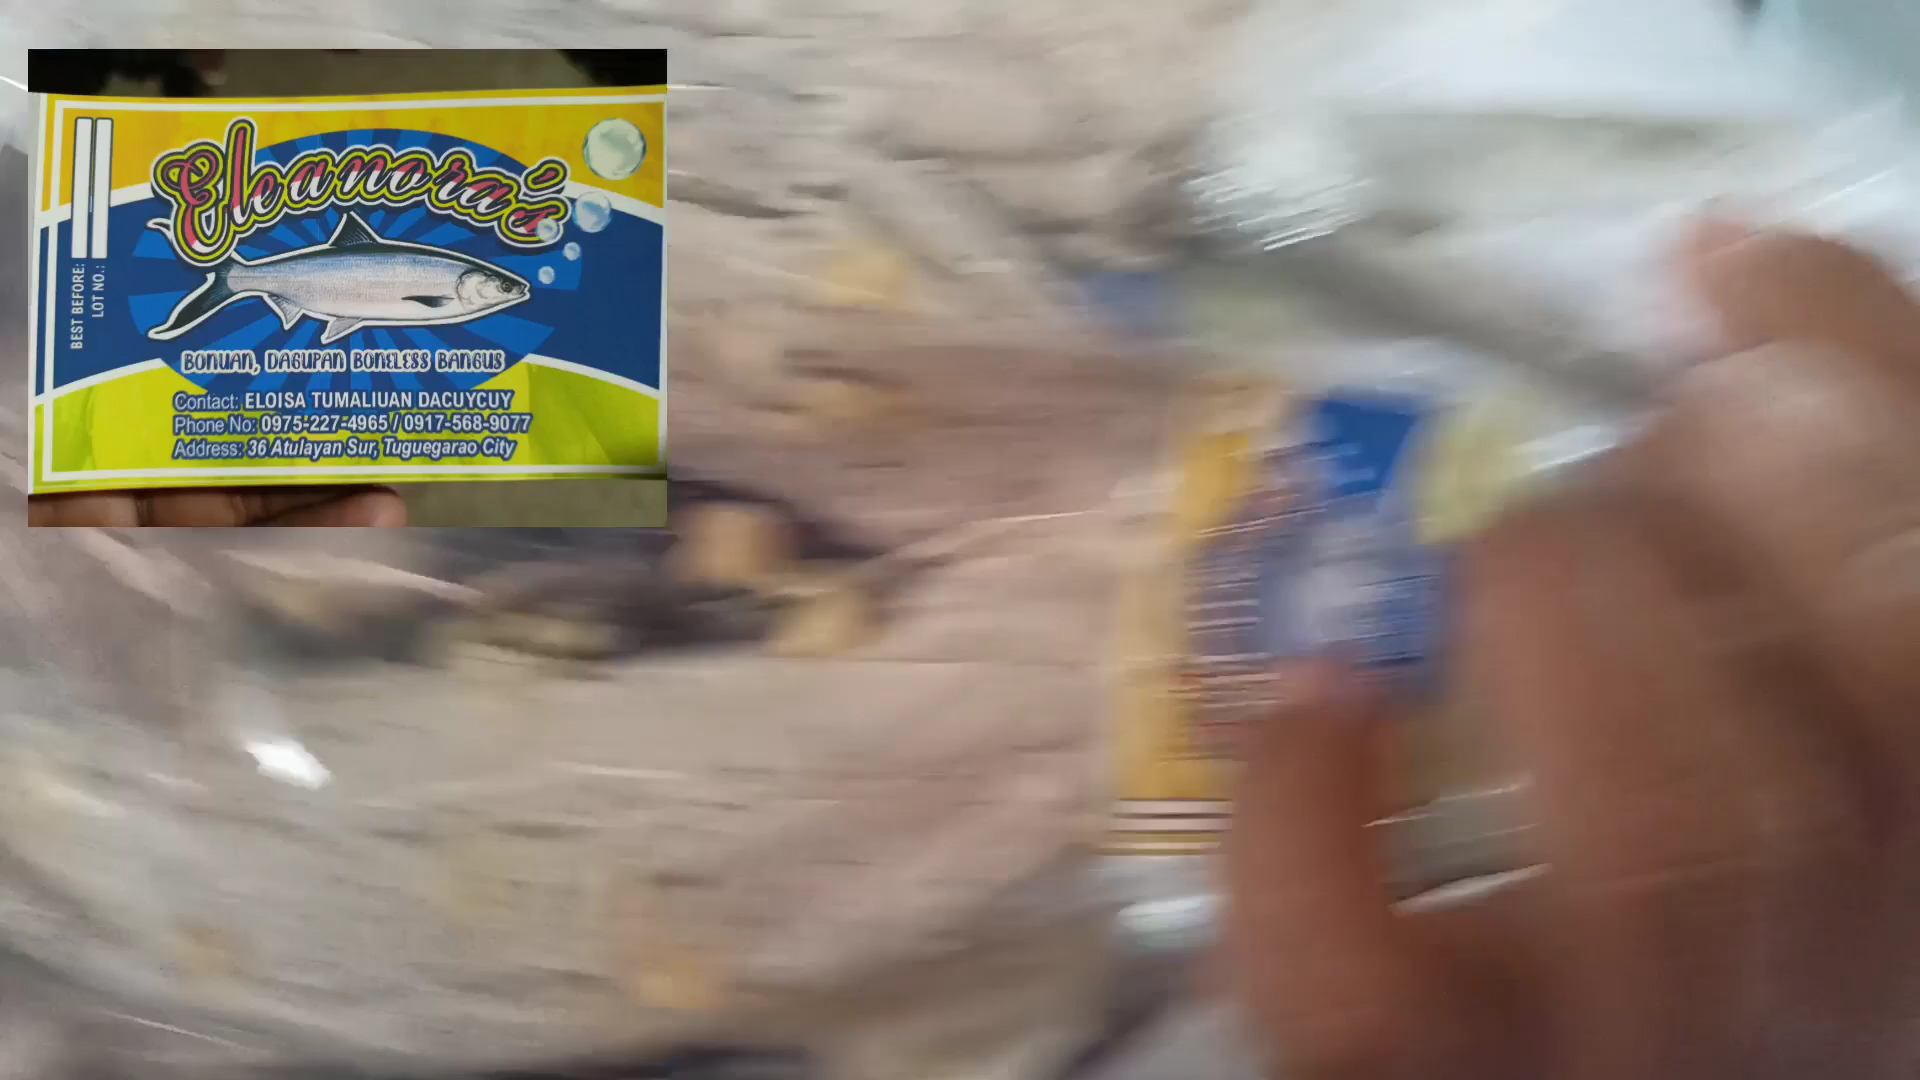 Eleanora's
BEST BEFORE:
LOT NO.:
BONUAN, DAGUPAN BONELESS BANGUS
Contact: ELOISA TUMALIUAN DACUYCUY
Phone No: 0975-227-4965 / 0917-568-9077
Address: 36 Atulayan Sur, Tuguegarao City